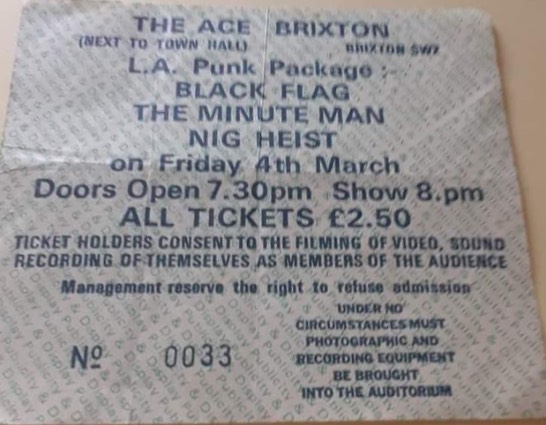 THE ACE BRIXTON
(NEXT TO TOWN HALL) BRIXTON SW7
L.A. Punk Package :-
BLACK FLAG
THE MINUTE MAN
NIG HEIST
on Friday 4th March
Doors Open 7.30pm Show 8.pm
ALL TICKETS £2.50
TICKET HOLDERS CONSENT TO THE FILMING OF VIDEO, SOUND
RECORDING OF THEMSELVES AS MEMBERS OF THE AUDIENCE
Management reserve the right to refuse admission
Nº 0033
UNDER NO
CIRCUMSTANCES MUST
PHOTOGRAPHIC AND
RECORDING EQUIPMENT
BE BROUGHT
INTO THE AUDITORIUM